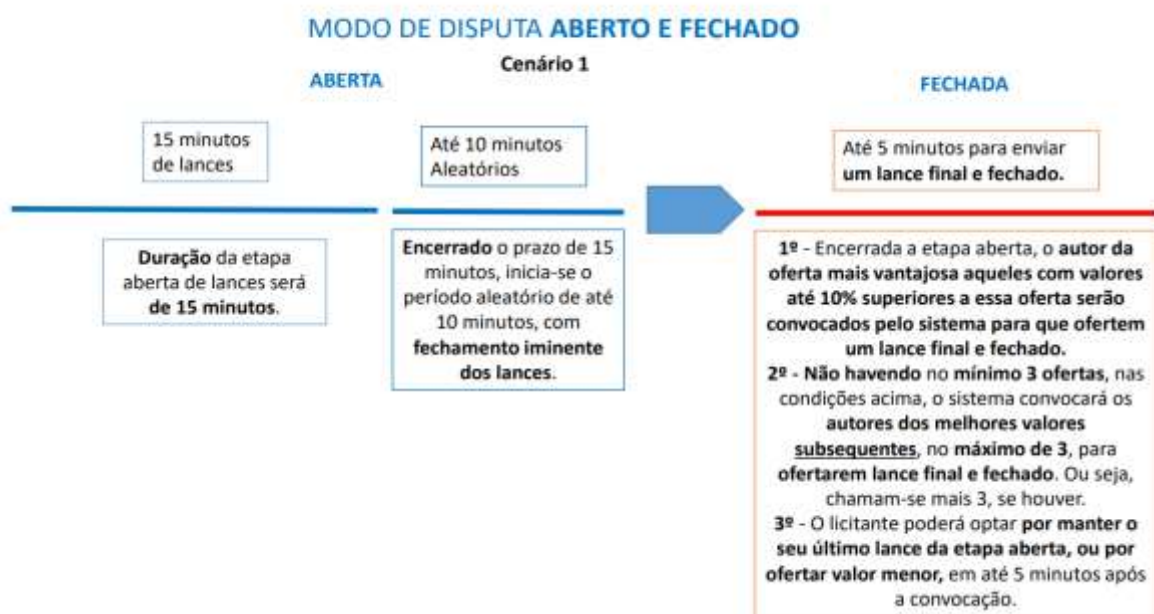 MODO DE DISPUTA ABERTO E FECHADO
Cenário 1
ABERTA
FECHADA
15 minutos
de lances
Até 10 minutos
Aleatórios
Até 5 minutos para enviar
um lance final e fechado.
Duração da etapa
aberta de lances será
de 15 minutos.
Encerrado o prazo de 15
minutos, inicia-se o
período aleatório de até
10 minutos, com
fechamento iminente
dos lances.
1º - Encerrada a etapa aberta, o autor da
oferta mais vantajosa aqueles com valores
até 10% superiores a essa oferta serão
convocados pelo sistema para que ofertem
um lance final e fechado.
2º - Não havendo no mínimo 3 ofertas, nas
condições acima, o sistema convocará os
autores dos melhores valores
subsequentes, no máximo de 3, para
ofertarem lance final e fechado. Ou seja,
chamam-se mais 3, se houver.
3º - O licitante poderá optar por manter o
seu último lance da etapa aberta, ou por
ofertar valor menor, em até 5 minutos após
a convocação.